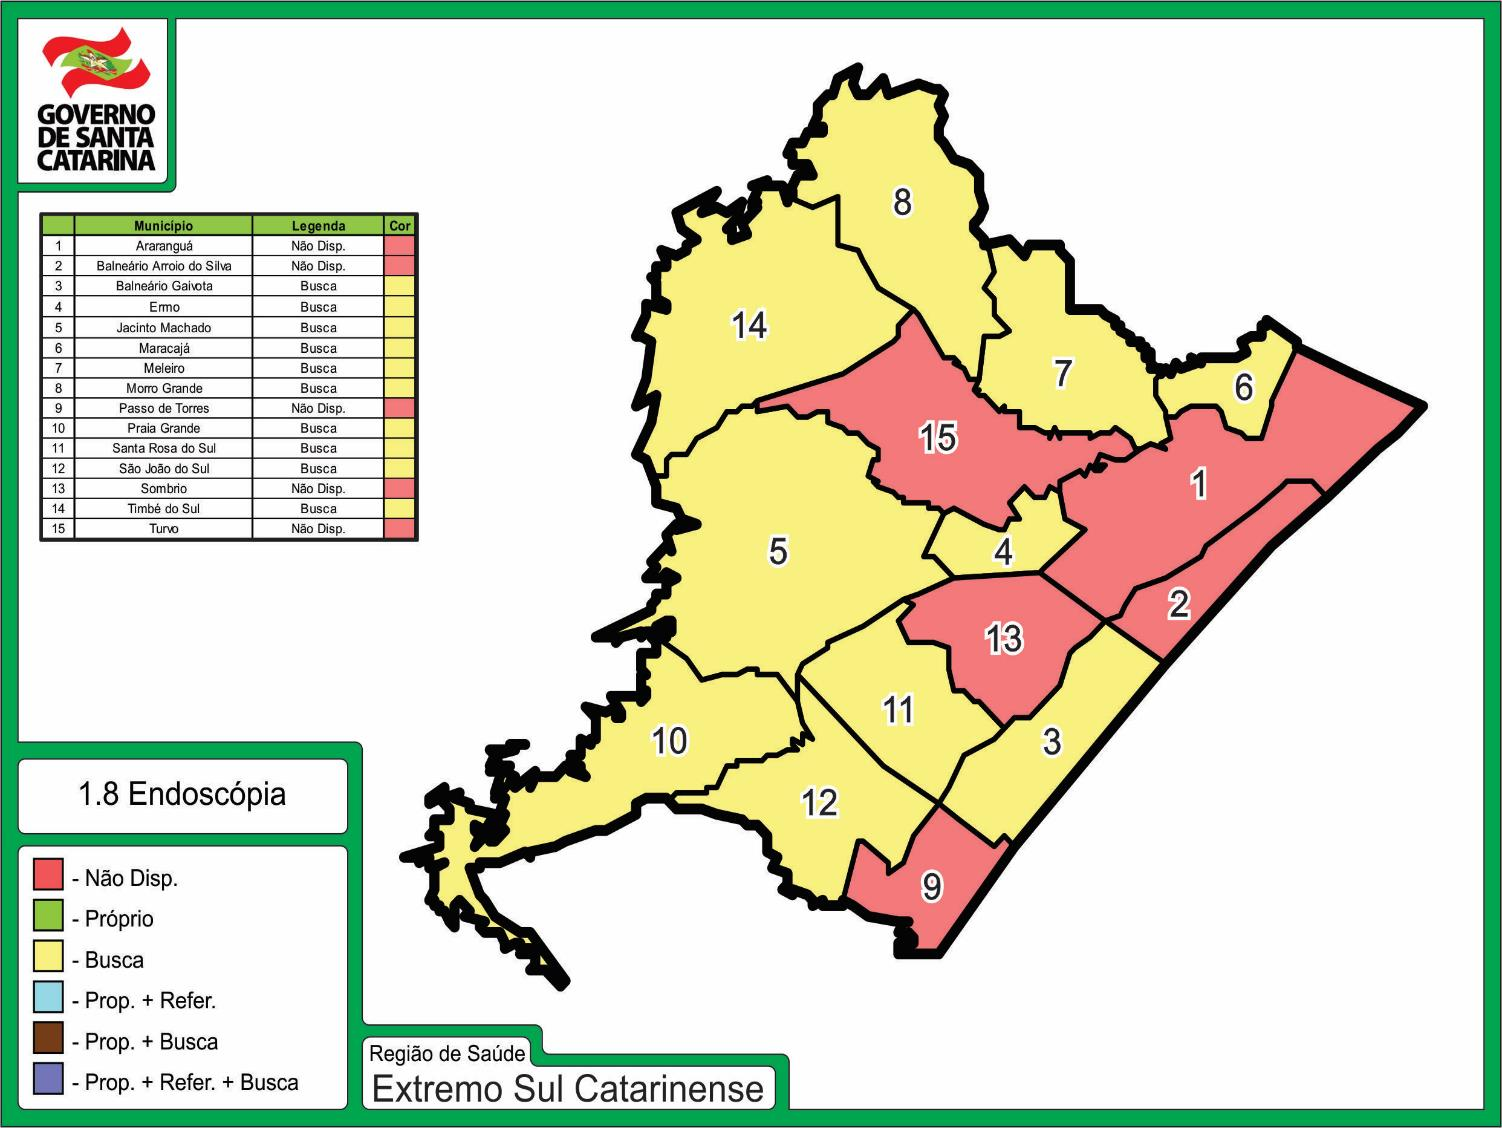 GOVERNO
DE SANTA
CATARINA
Município Legenda Cor
1 Araranguá Não Disp.
2 Balneário Arroio do Silva Não Disp.
3 Balneário Gaivota Busca
4 Ermo Busca
5 Jacinto Machado Busca
6 Maracajá Busca
7 Meleiro Busca
8 Morro Grande Busca
9 Passo de Torres Não Disp.
10 Praia Grande Busca
11 Santa Rosa do Sul Busca
12 São João do Sul Busca
13 Sombrio Não Disp.
14 Timbé do Sul Busca
15 Turvo Não Disp.
8
14
7
6
15
1
5
4
2
13
11
10
3
12
9
1.8 Endoscópia
- Não Disp.
- Próprio
- Busca
- Prop. + Refer.
- Prop. + Busca
- Prop. + Refer. + Busca
Região de Saúde
Extremo Sul Catarinense